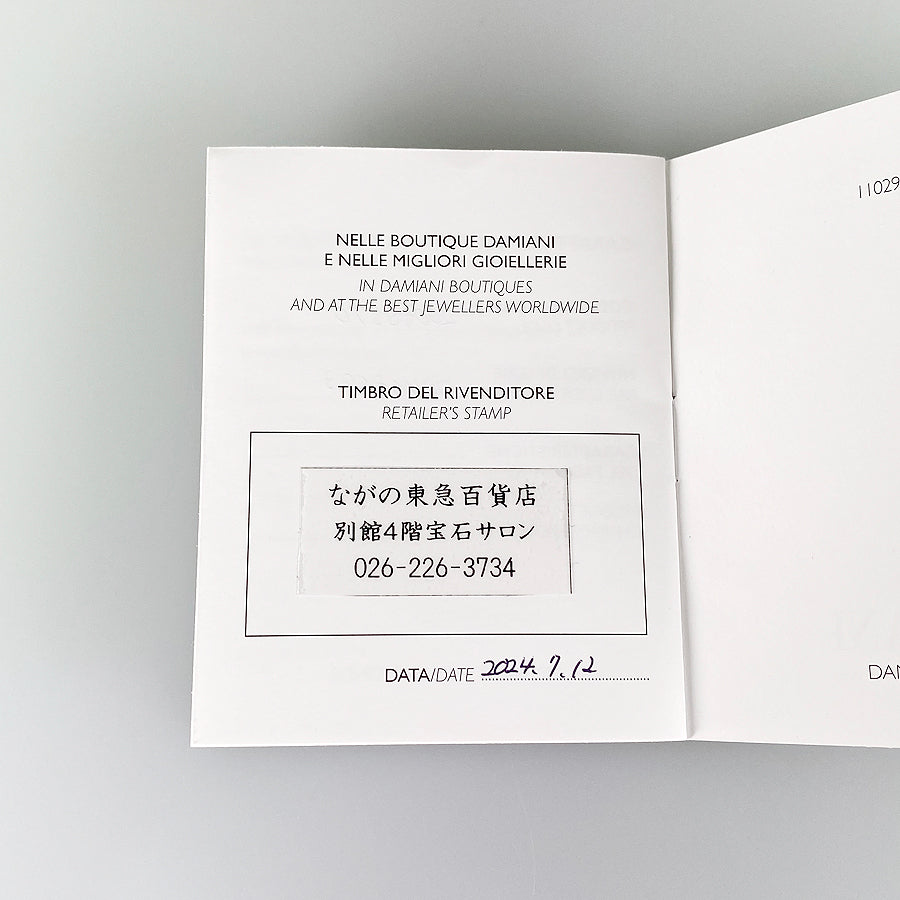 NELLE BOUTIQUE DAMIANI
E NELLE MIGLIORI GIOIELLERIE
IN DAMIANI BOUTIQUES
AND AT THE BEST JEWELLERS WORLDWIDE
TIMBRO DEL RIVENDITORE
RETAILER'S STAMP
ながの東急百貨店
別館4階宝石サロン
026-226-3734
DATA/DATE 2024.7.12
11029